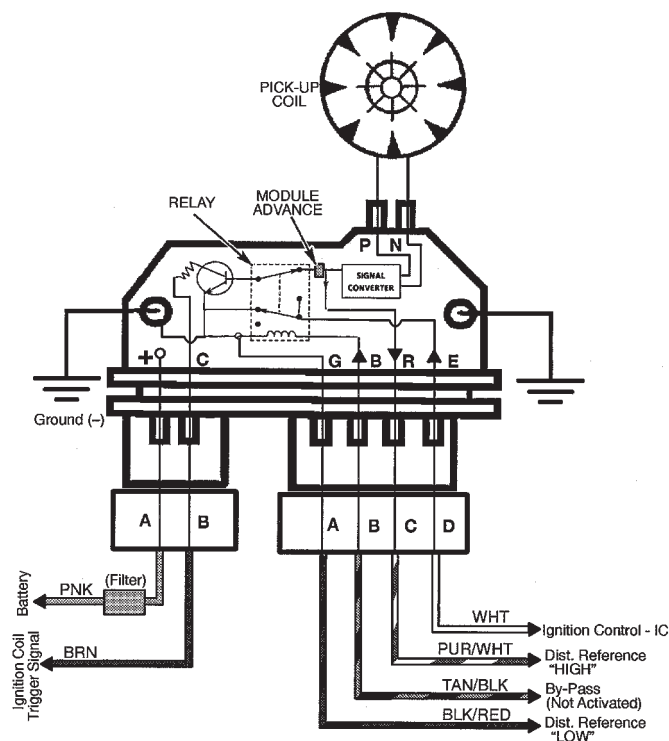 PICK-UP
COIL
MODULE
ADVANCE
RELAY
P N
SIGNAL
CONVERTER
+ C G B R E
Ground (–)
A B A B C D
Battery
PNK
(Filter)
Ignition Coil
Trigger Signal
BRN
WHT
Ignition Control - IC
PUR/WHT
Dist. Reference
"HIGH"
TAN/BLK
By-Pass
(Not Activated)
BLK/RED
Dist. Reference
"LOW"